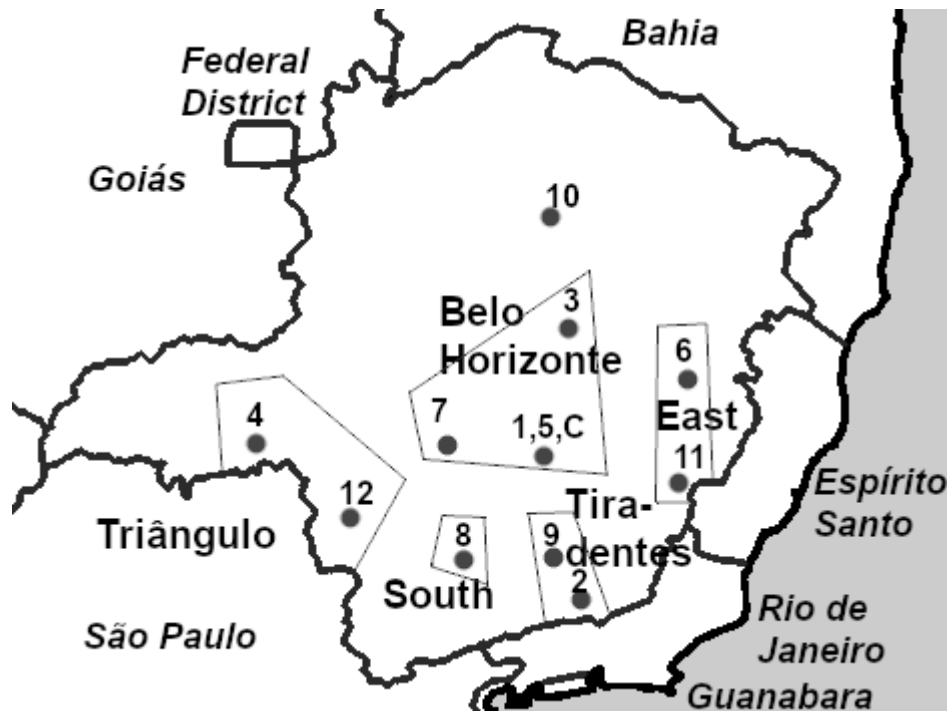 Bahia
Federal
District
Goiás
10
Belo
Horizonte
3
6
East
4
7
1,5,C
11
12
Triângulo
Tira-
dentes
8
9
2
South
Espírito
Santo
São Paulo
Rio de
Janeiro
Guanabara